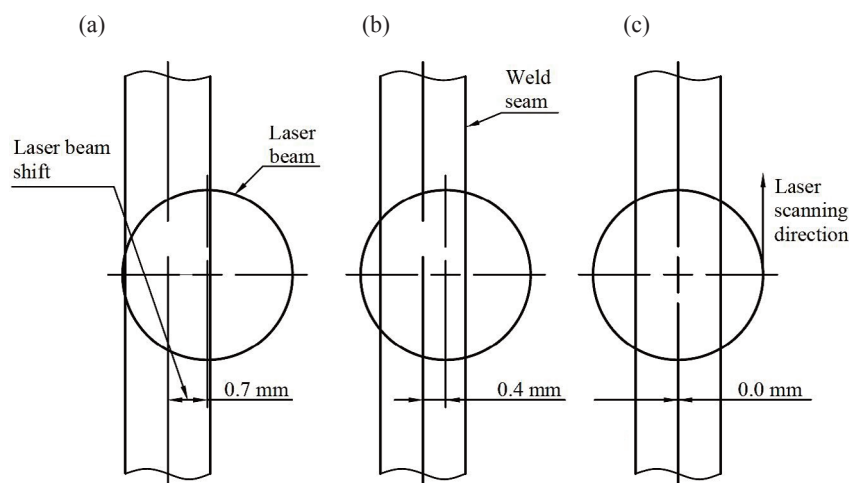 (a)
(b)
(c)
Weld
seam
Laser beam
shift
Laser
beam
Laser
scanning
direction
0.7 mm
0.4 mm
0.0 mm